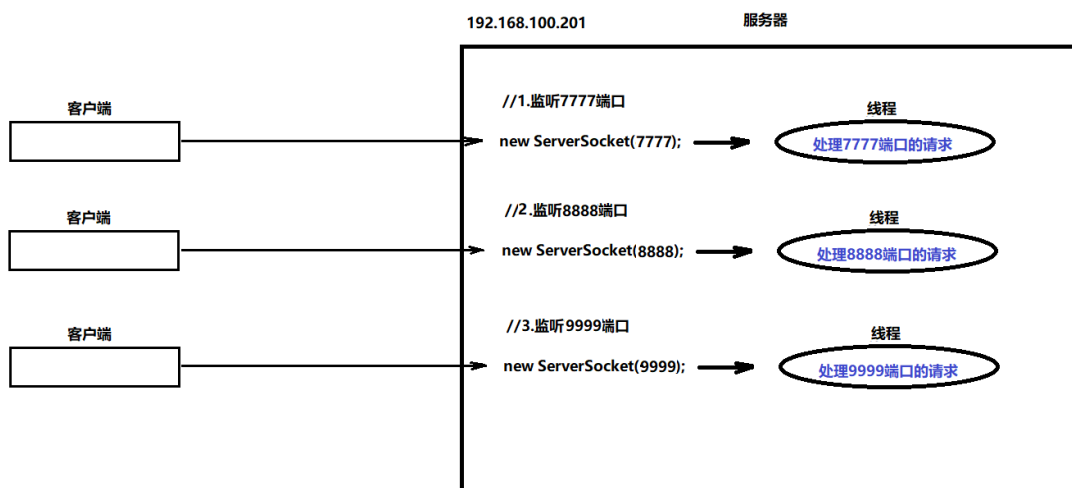 192.168.100.201
服务器
客户端
//1.监听7777端口
new ServerSocket(7777);
线程
处理7777端口的请求
客户端
//2.监听8888端口
new ServerSocket(8888);
线程
处理8888端口的请求
客户端
//3.监听9999端口
new ServerSocket(9999);
线程
处理9999端口的请求